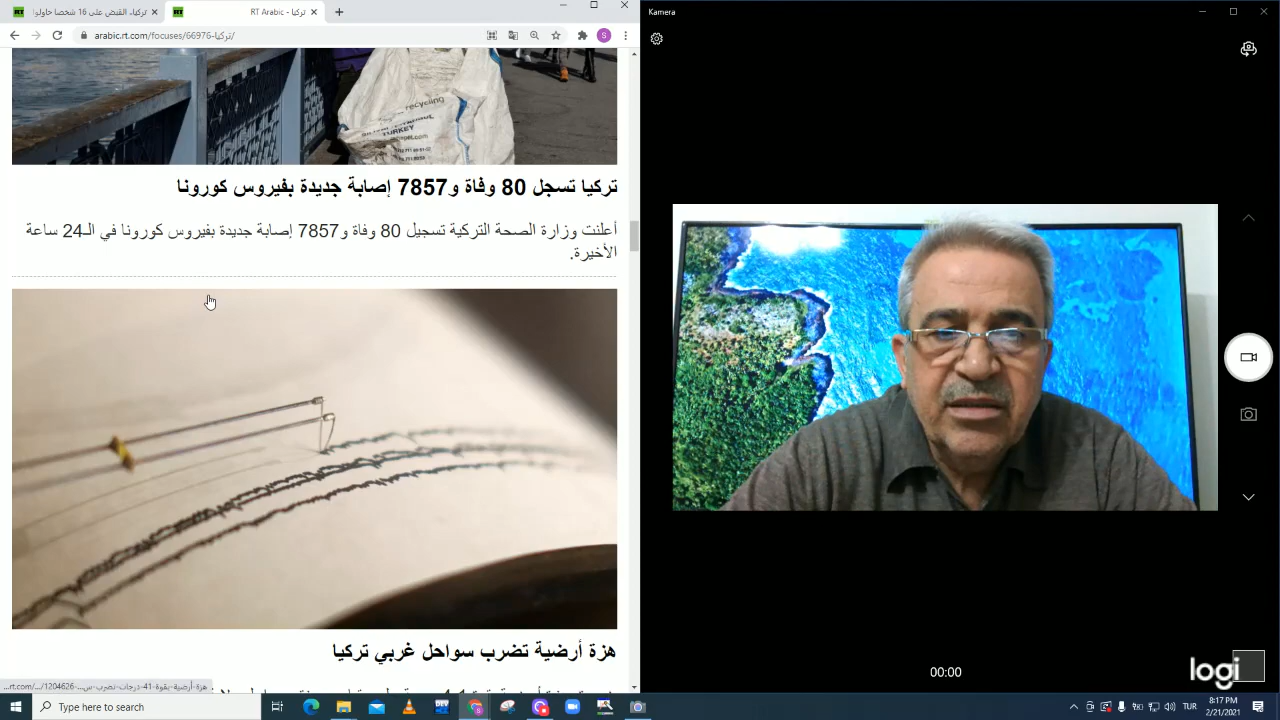 تركيا، القبض على 16 شخصا حاولوا
تركيا - RT Arabic
arabic.rt.com/focuses/66976-تركيا/
S
Kamera
recycling
TURKEY
تركيا تسجل 80 وفاة و7857 إصابة جديدة بفيروس كورونا
أعلنت وزارة الصحة التركية تسجيل 80 وفاة و7857 إصابة جديدة بفيروس كورونا في الـ24 ساعة
الأخيرة.
هزة أرضية تضرب سواحل غربي تركيا
00:00
logi
Type here to search
TUR
8:17 PM
2/21/2021